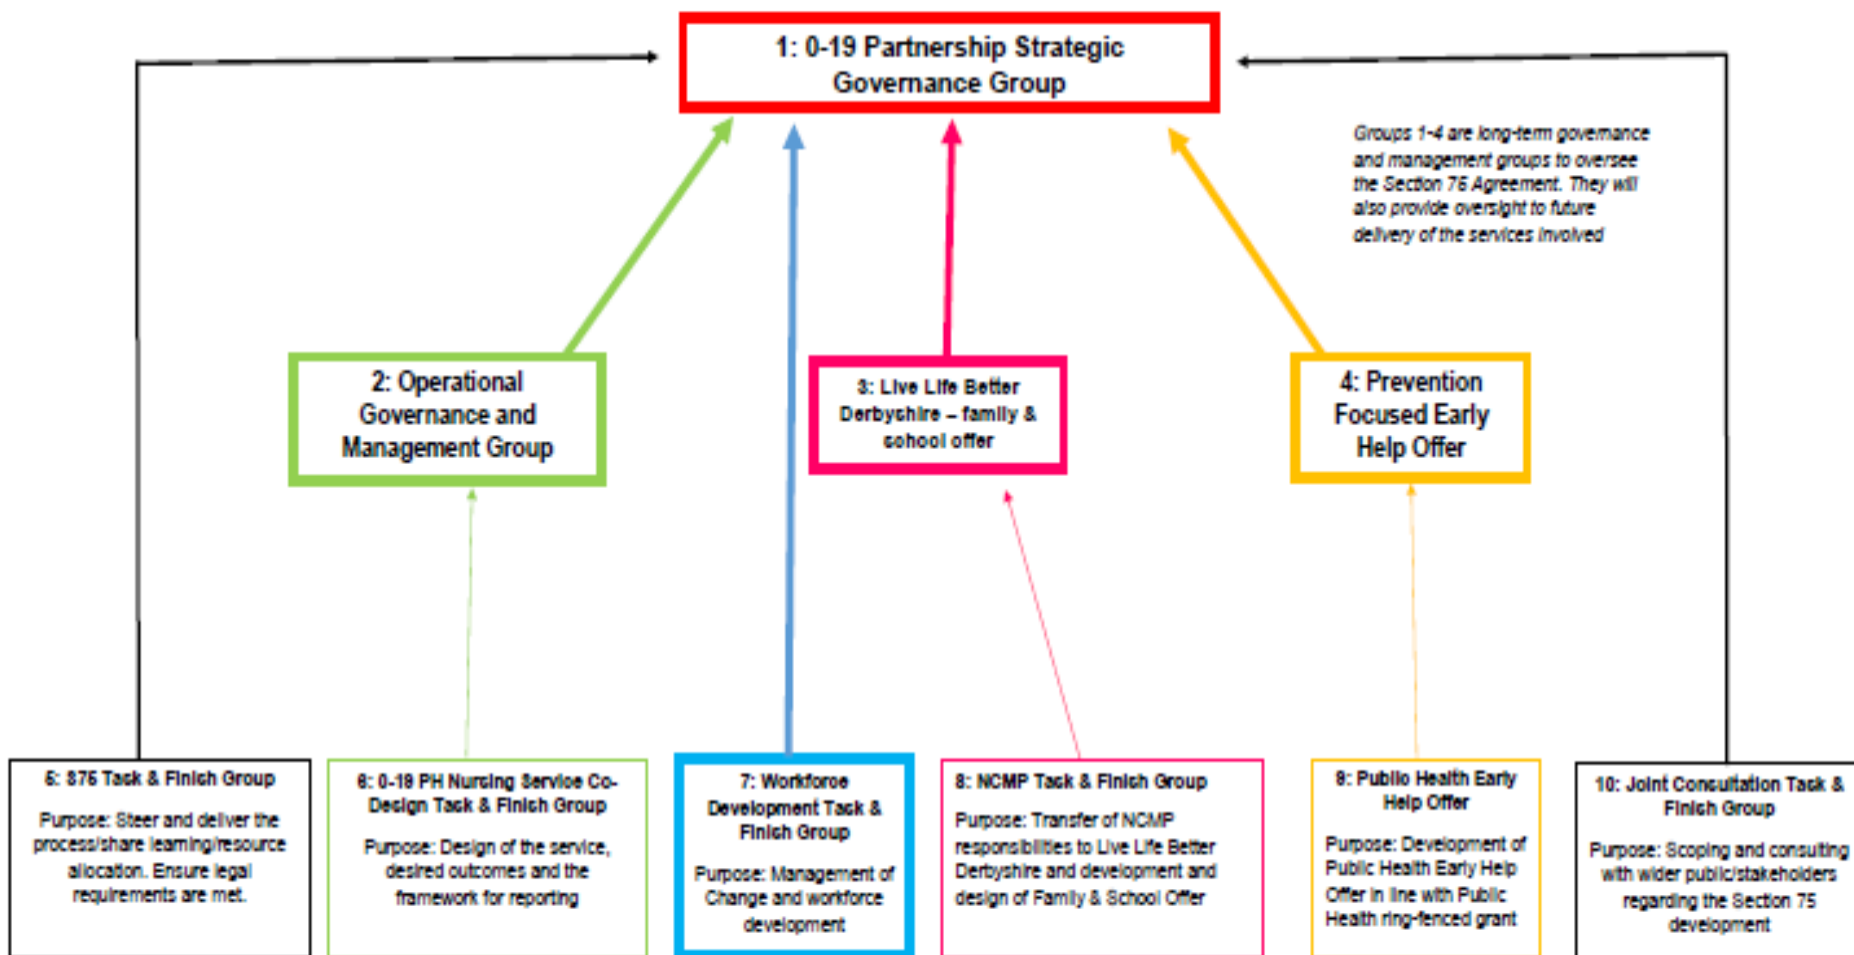 1: 0-19 Partnership Strategic
Governance Group
Groups 1-4 are long-term governance
and management groups to oversee
the Section 75 Agreement. They will
also provide oversight to future
delivery of the services involved
2: Operational
Governance and
Management Group
3: Live Life Better
Derbyshire – family &
school offer
4: Prevention
Focused Early
Help Offer
5: S75 Task & Finish Group
Purpose: Steer and deliver the
process/share learning/resource
allocation. Ensure legal
requirements are met.
6: 0-19 PH Nursing Service Co-
Design Task & Finish Group
Purpose: Design of the service,
desired outcomes and the
framework for reporting
7: Workforce
Development Task &
Finish Group
Purpose: Management of
Change and workforce
development
8: NCMP Task & Finish Group
Purpose: Transfer of NCMP
responsibilities to Live Life Better
Derbyshire and development and
design of Family & School Offer
9: Public Health Early
Help Offer
Purpose: Development of
Public Health Early Help
Offer in line with Public
Health ring-fenced grant
10: Joint Consultation Task &
Finish Group
Purpose: Scoping and consulting
with wider public/stakeholders
regarding the Section 75
development